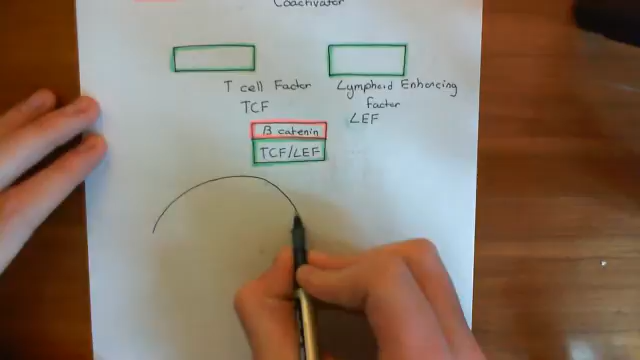 Coactivator
T cell Factor
TCF
Lymphoid Enhancing
factor
LEF
β catenin
TCF/LEF